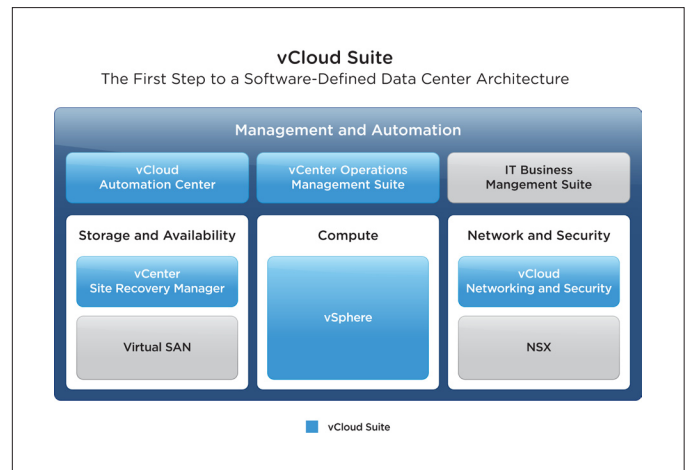 vCloud Suite
The First Step to a Software-Defined Data Center Architecture
Management and Automation
vCloud
Automation Center
vCenter Operations
Management Suite
IT Business
Mangement Suite
Storage and Availability
vCenter
Site Recovery Manager
Virtual SAN
Compute
vSphere
Network and Security
vCloud
Networking and Security
NSX
vCloud Suite